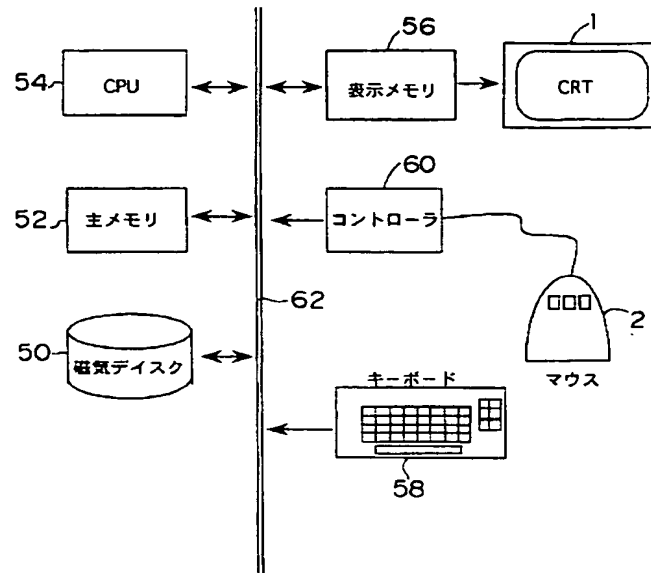 56
1
54
CPU
表示メモリ
CRT
60
52
主メモリ
コントローラ
62
2
50
磁気デイスク
マウス
キーボード
58